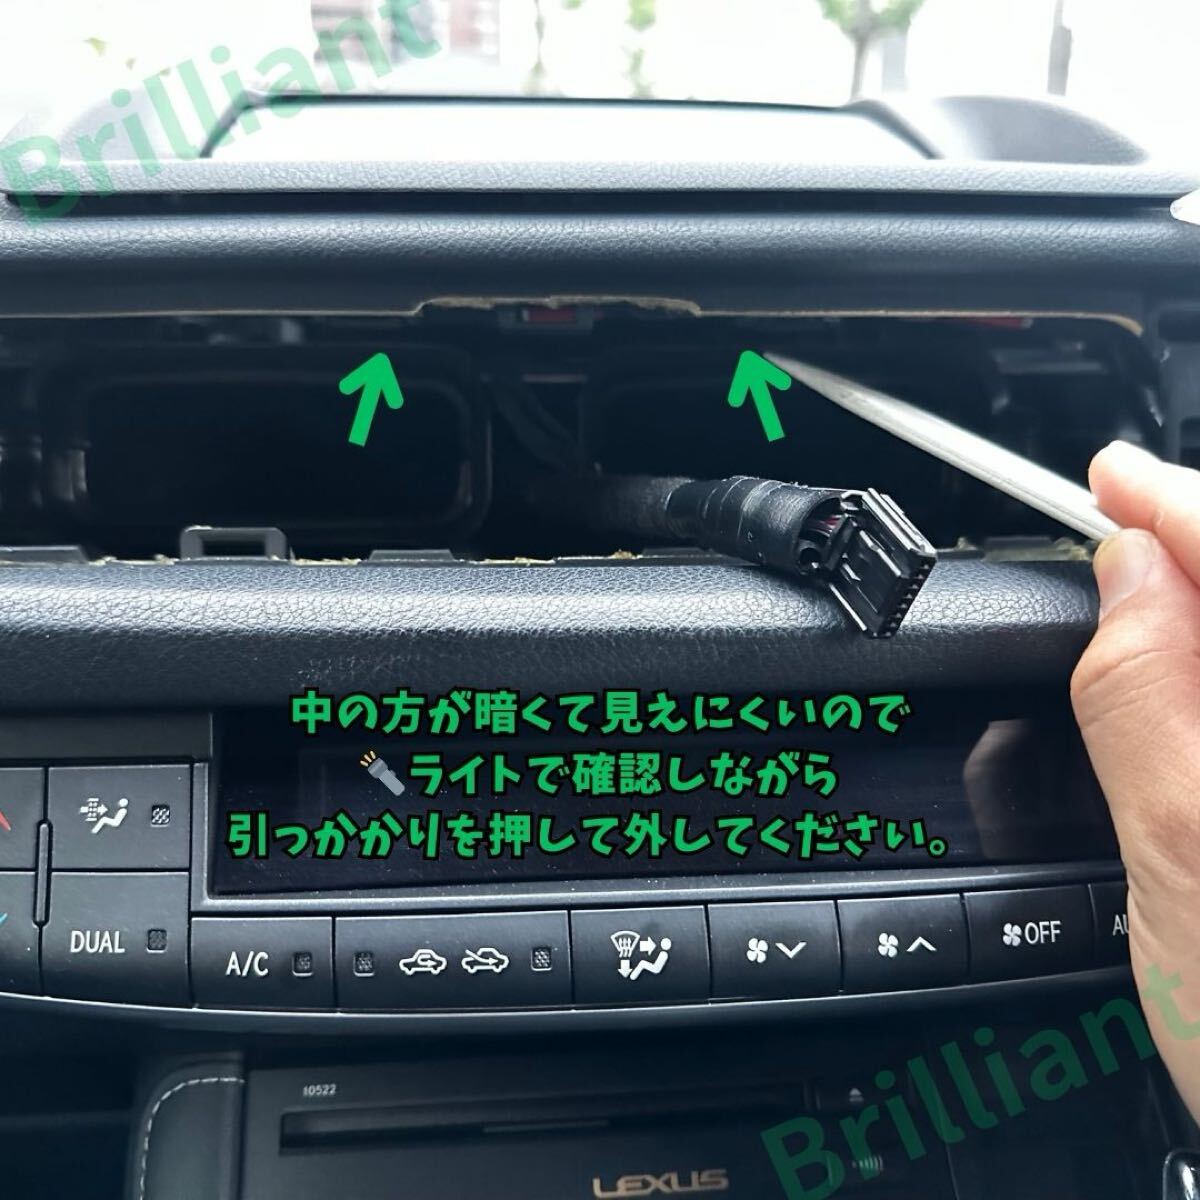 Brilliant
中の方が暗くて見えにくいので
ライトで確認しながら
引っかかりを押して外してください。
DUAL
A/C
OFF
AU
10522
LEXUS
Brilliant